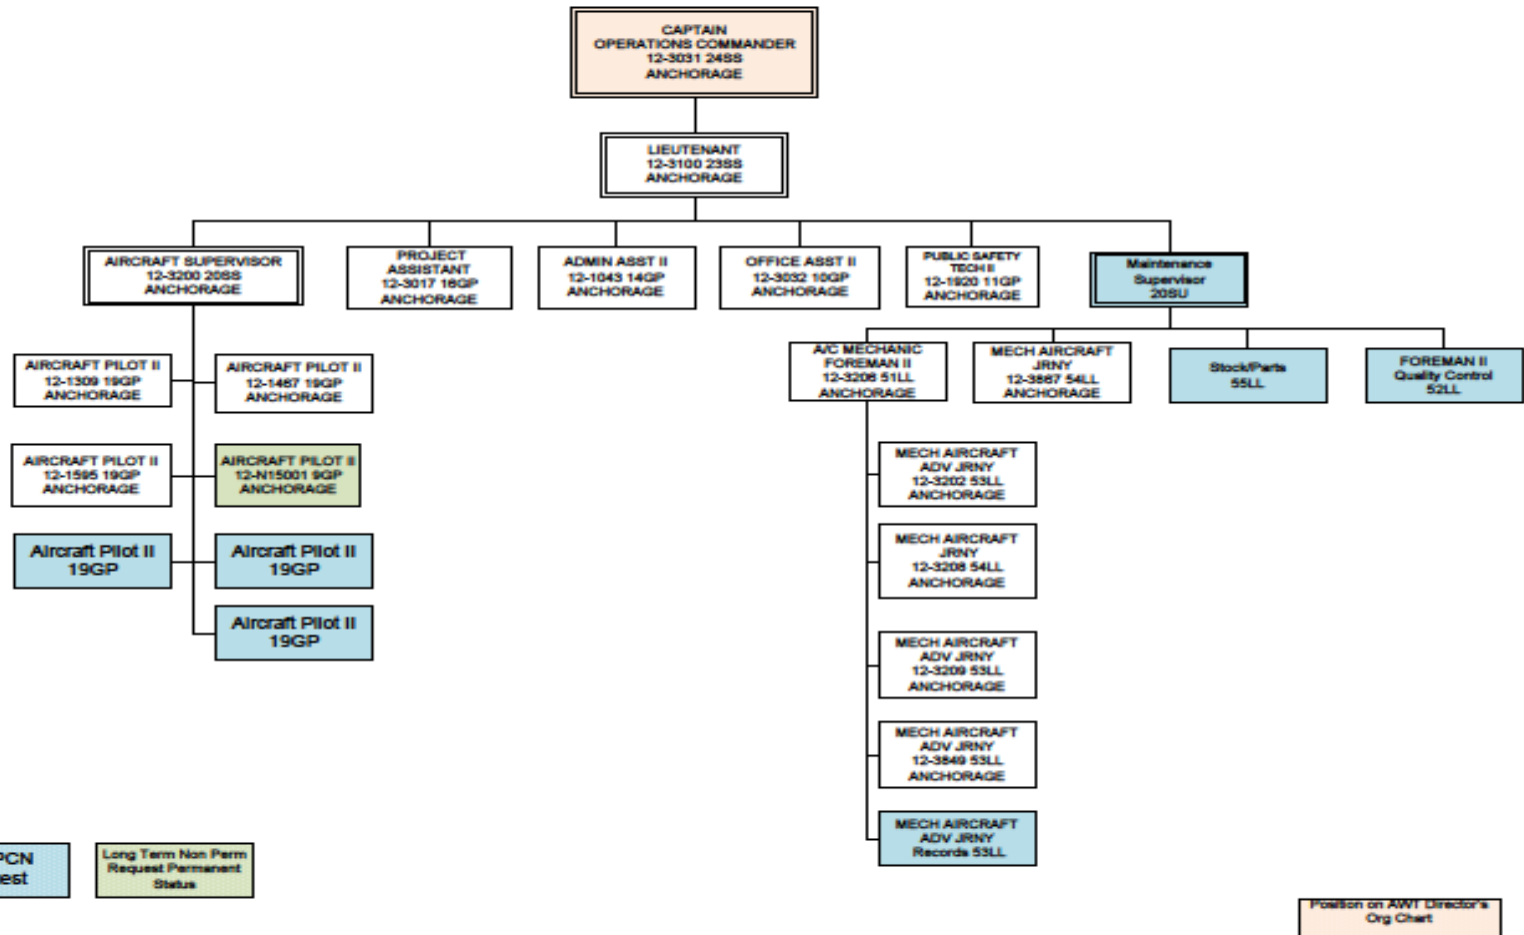 CAPTAIN
OPERATIONS COMMANDER
12-3031 24SS
ANCHORAGE
LIEUTENANT
12-3100 23SS
ANCHORAGE
AIRCRAFT SUPERVISOR
12-3200 20SS
ANCHORAGE
PROJECT
ASSISTANT
12-3017 16GP
ANCHORAGE
ADMIN ASST II
12-1043 14GP
ANCHORAGE
OFFICE ASST II
12-3032 10GP
ANCHORAGE
PUBLIC SAFETY
TECH II
12-1920 11GP
ANCHORAGE
Maintenance
Supervisor
20SU
AIRCRAFT PILOT II
12-1309 19GP
ANCHORAGE
AIRCRAFT PILOT II
12-1467 19GP
ANCHORAGE
AIRCRAFT PILOT II
12-1595 19GP
ANCHORAGE
AIRCRAFT PILOT II
12-N15001 9GP
ANCHORAGE
Aircraft Pilot II
19GP
Aircraft Pilot II
19GP
Aircraft Pilot II
19GP
A/C MECHANIC
FOREMAN II
12-3206 51LL
ANCHORAGE
MECH AIRCRAFT
JRNY
12-3867 54LL
ANCHORAGE
Stock/Parts
55LL
FOREMAN II
Quality Control
52LL
MECH AIRCRAFT
ADV JRNY
12-3202 53LL
ANCHORAGE
MECH AIRCRAFT
JRNY
12-3208 54LL
ANCHORAGE
MECH AIRCRAFT
ADV JRNY
12-3209 53LL
ANCHORAGE
MECH AIRCRAFT
ADV JRNY
12-3849 53LL
ANCHORAGE
MECH AIRCRAFT
ADV JRNY
Records 53LL
PCN
est
Long Term Non Perm
Request Permanent
Status
Position on AWT Director's
Org Chart